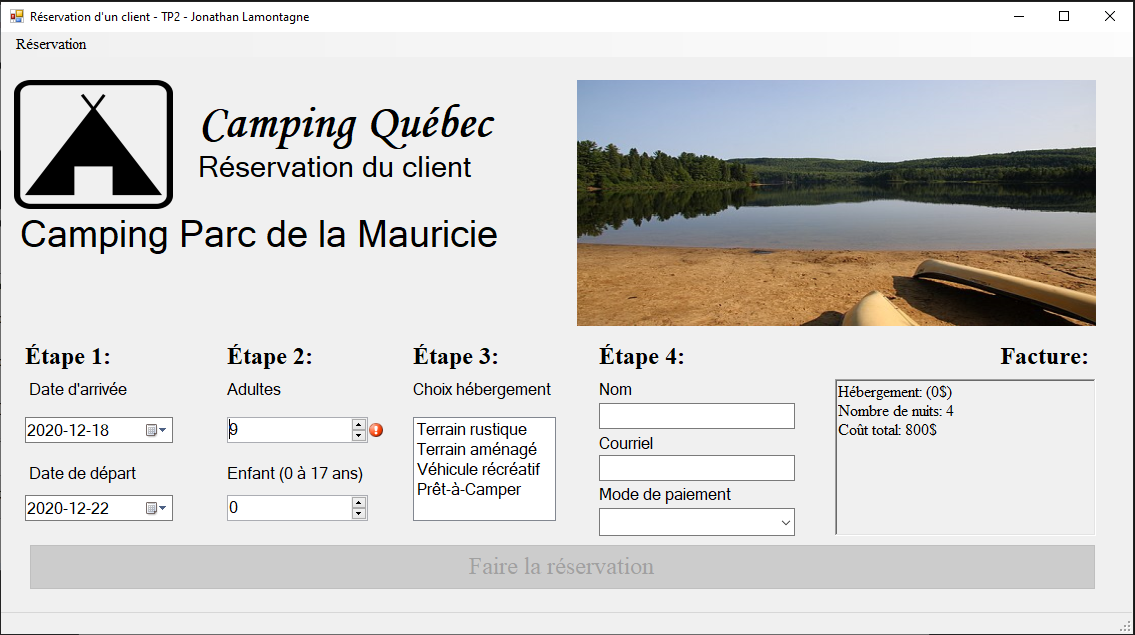 Réservation d'un client - TP2 - Jonathan Lamontagne
Réservation
Camping Québec
Réservation du client
Camping Parc de la Mauricie
Étape 1:
Date d'arrivée
2020-12-18
Date de départ
2020-12-22
Étape 2:
Adultes
9
Enfant (0 à 17 ans)
0
Étape 3:
Choix hébergement
Terrain rustique
Terrain aménagé
Véhicule récréatif
Prêt-à-Camper
Étape 4:
Nom
Courriel
Mode de paiement
Facture:
Hébergement: (0$)
Nombre de nuits: 4
Coût total: 800$
Faire la réservation